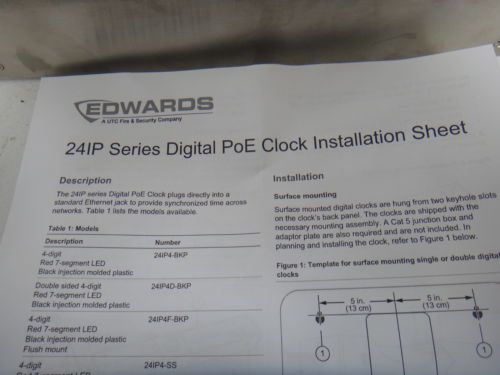 EDWARDS
A UTC Fire & Security Company
24IP Series Digital PoE Clock Installation Sheet
Description
The 24IP series Digital PoE Clock plugs directly into a
standard Ethernet jack to provide synchronized time across
networks. Table 1 lists the models available.
Table 1: Models
Description Number
4-digit 24IP4-BKP
Red 7-segment LED
Black injection molded plastic
Double sided 4-digit 24IP4D-BKP
Red 7-segment LED
Black injection molded plastic
4-digit 24IP4F-BKP
Red 7-segment LED
Black injection molded plastic
Flush mount
4-digit 24IP4-SS
Red 7-segment LED
Installation
Surface mounting
Surface mounted digital clocks are hung from two keyhole slots
on the clock's back panel. The clocks are shipped with the
necessary mounting assembly. A Cat 5 junction box and
adaptor plate are also required and are not included. In
planning and installing the clock, refer to Figure 1 below.
Figure 1: Template for surface mounting single or double digital
clocks
5 in. 5 in.
(13 cm) (13 cm)
1 1